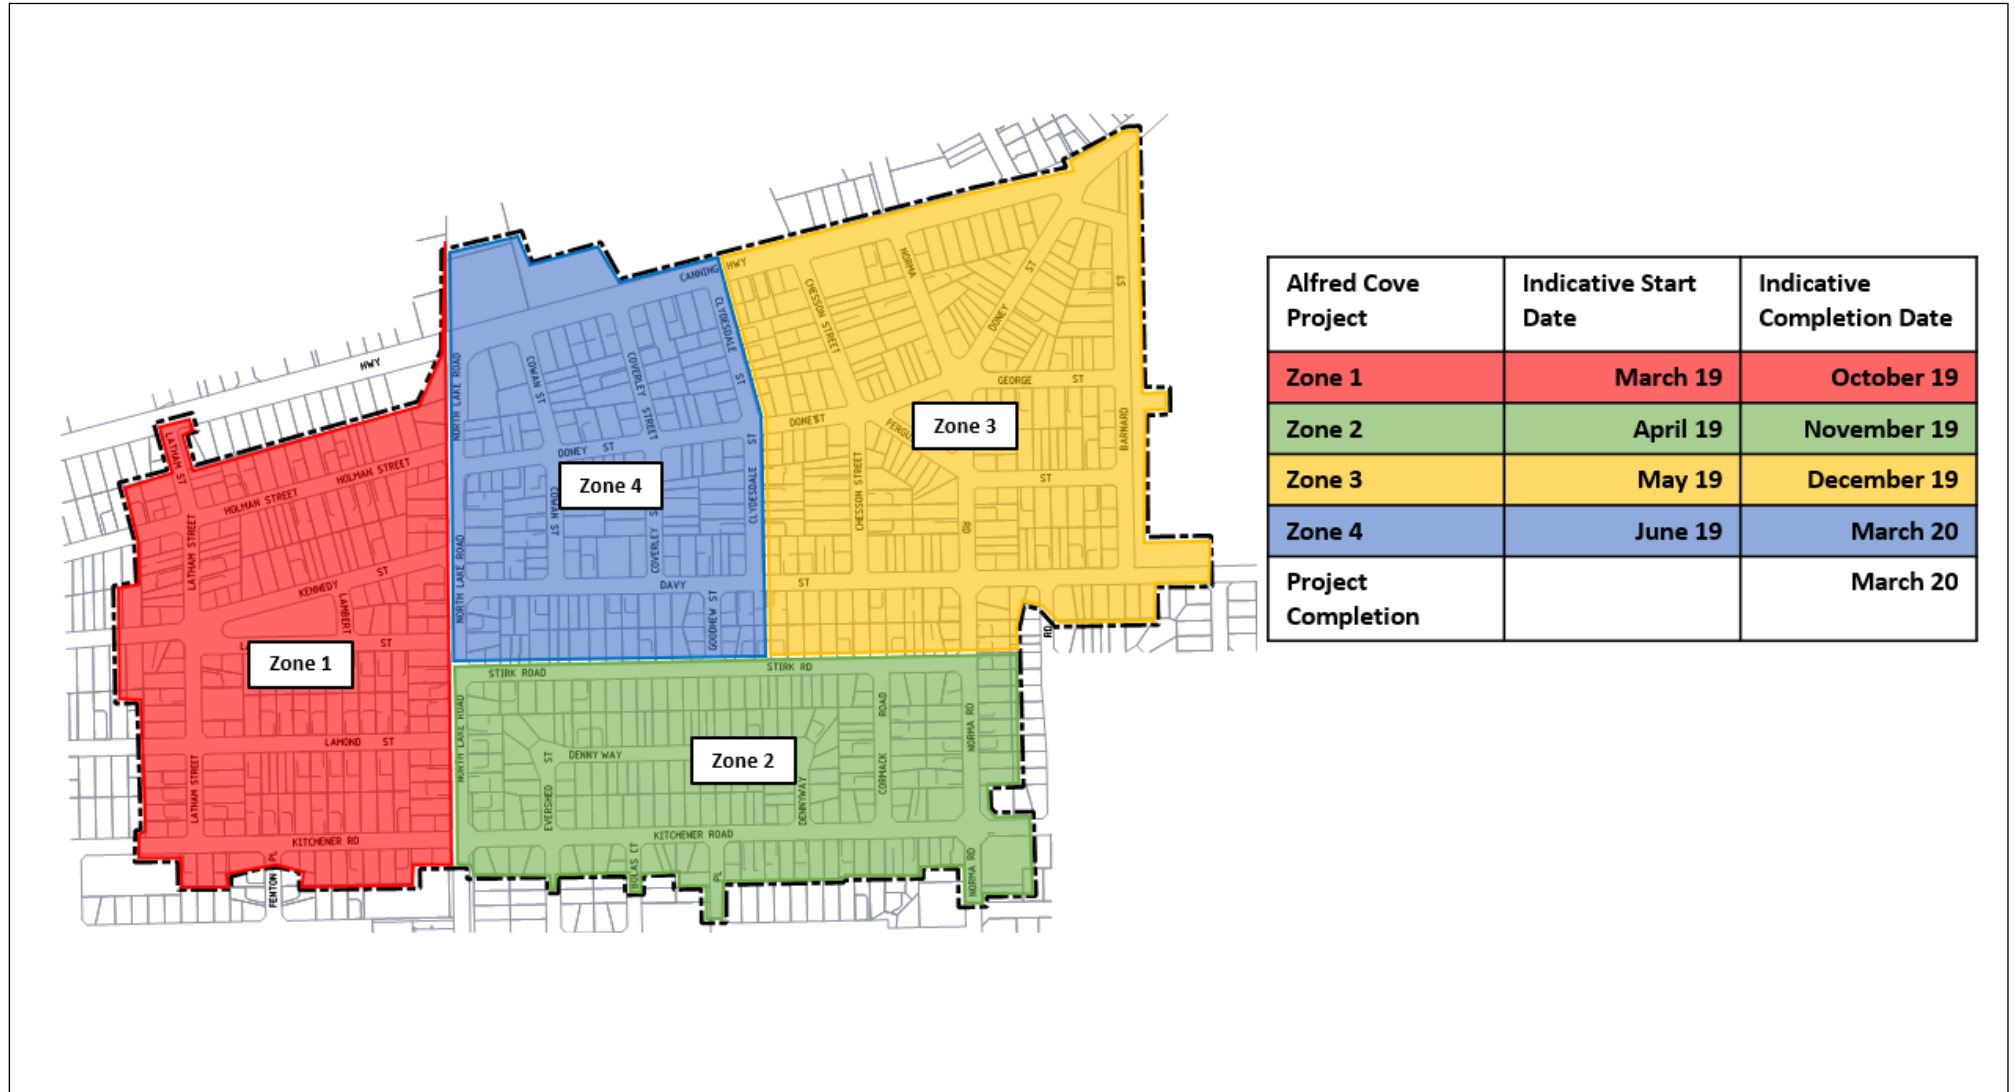 HWY
LATHAM ST
HOLMAN STREET
HOLMAN STREET
LATHAM STREET
KENNEDY
ST
LAMBERT
ST
Zone 1
LAMOND ST
LATHAM STREET
KITCHENER RD
FENTON PL
CANNING HWY
NORTH LAKE ROAD
COWAN ST
COVERLEY STREET
CLYDESDALE ST
DONEY ST
Zone 4
COWAN ST
COVERLEY S
CLYDESDALE
ST
NORTH LAKE ROAD
DAVY
GOODHEW ST
NORMA
CHESSON STREET
DONEY
ST
ST
GEORGE ST
DONEY ST
Zone 3
BARNARD
CHESSON STREET
ST
RD
ST
RD
STIRK ROAD
STIRK RD
NORTH LAKE ROAD
DENNY WAY
EVERSHED ST
Zone 2
DENNYWAY
CORMACK ROAD
NORMA RD
KITCHENER ROAD
PL
NORMA RD
Alfred Cove
Project
Indicative Start
Date
Indicative
Completion Date
Zone 1 March 19 October 19
Zone 2 April 19 November 19
Zone 3 May 19 December 19
Zone 4 June 19 March 20
Project
Completion
March 20